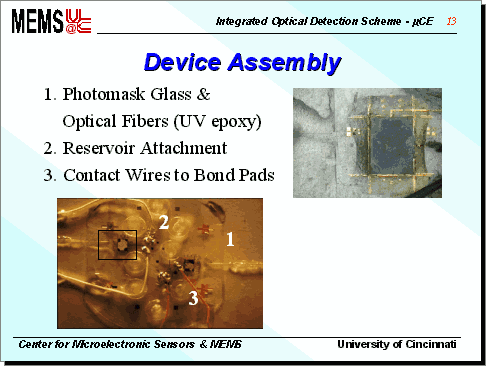 MEMS U@C
Integrated Optical Detection Scheme - µCE 13
Device Assembly
1. Photomask Glass &
Optical Fibers (UV epoxy)
2. Reservoir Attachment
3. Contact Wires to Bond Pads
2
1
3
Center for Microelectronic Sensors & MEMS
University of Cincinnati